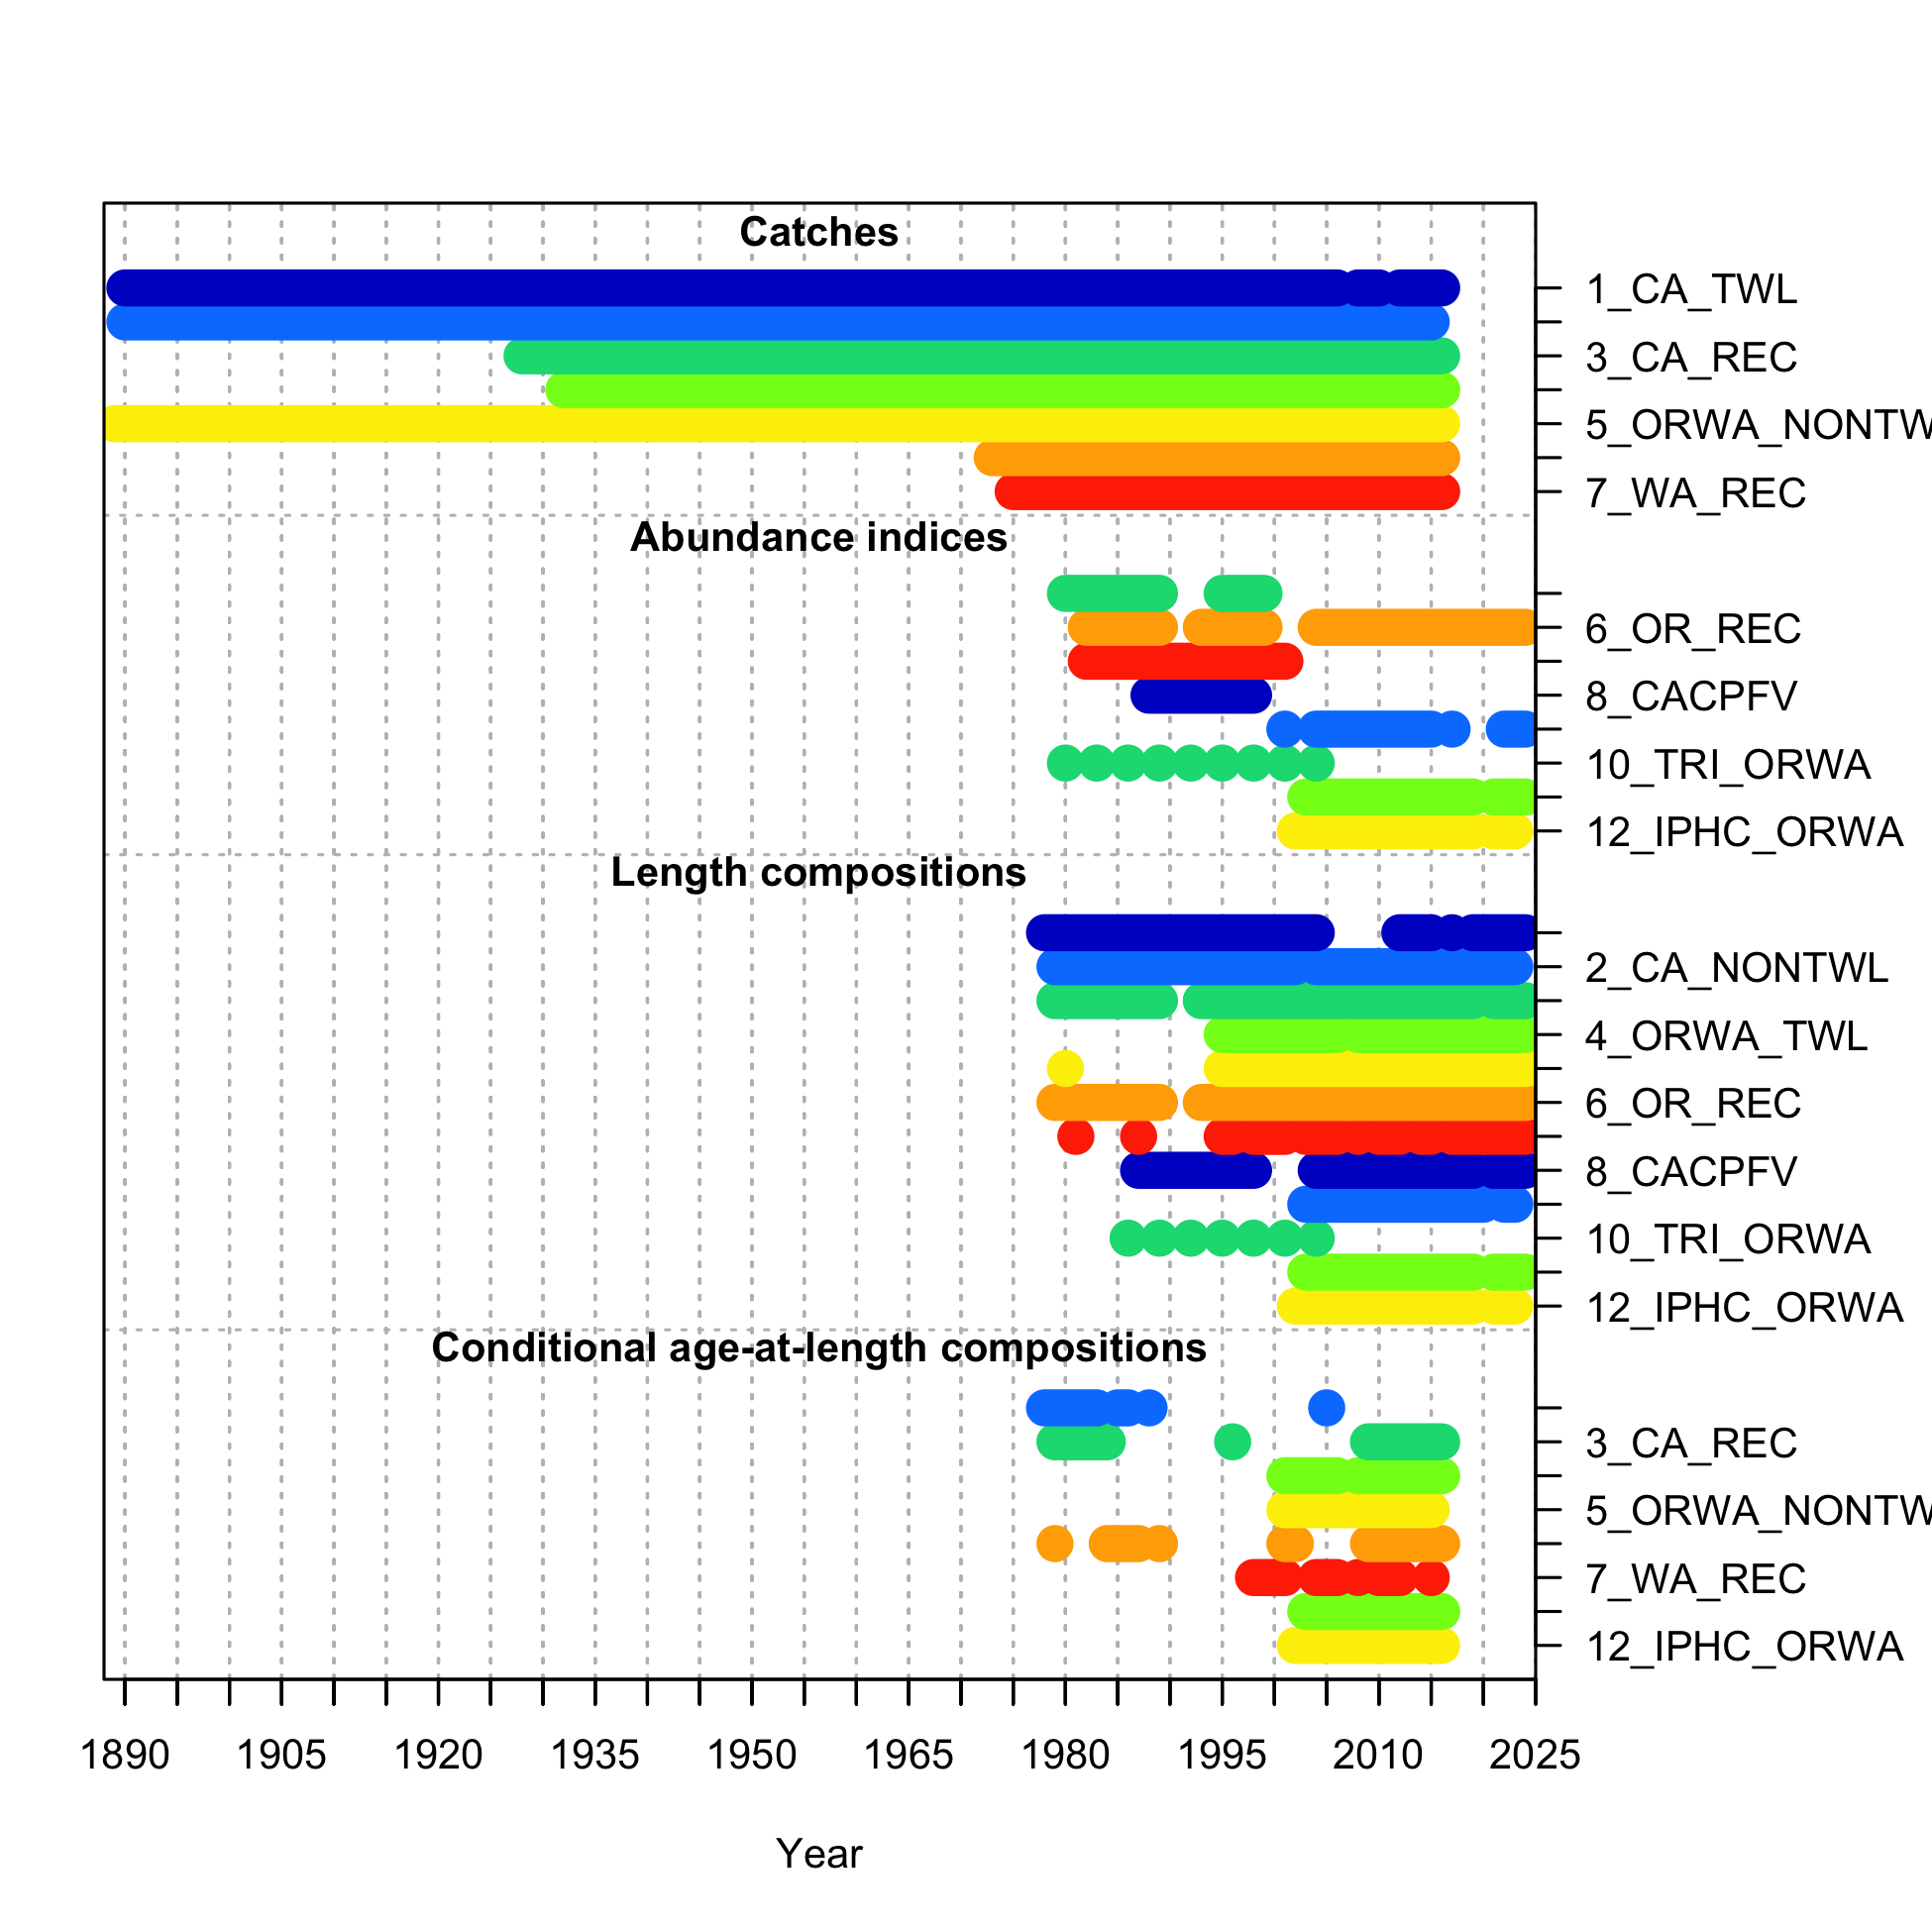 Catches
1_CA_TWL
3_CA_REC
5_ORWA_NONTW
7_WA_REC
Abundance indices
6_OR_REC
8_CACPFV
10_TRI_ORWA
12_IPHC_ORWA
Length compositions
2_CA_NONTWL
4_ORWA_TWL
6_OR_REC
8_CACPFV
10_TRI_ORWA
12_IPHC_ORWA
Conditional age-at-length compositions
3_CA_REC
5_ORWA_NONTW
7_WA_REC
12_IPHC_ORWA
1890 1905 1920 1935 1950 1965 1980 1995 2010 2025
Year